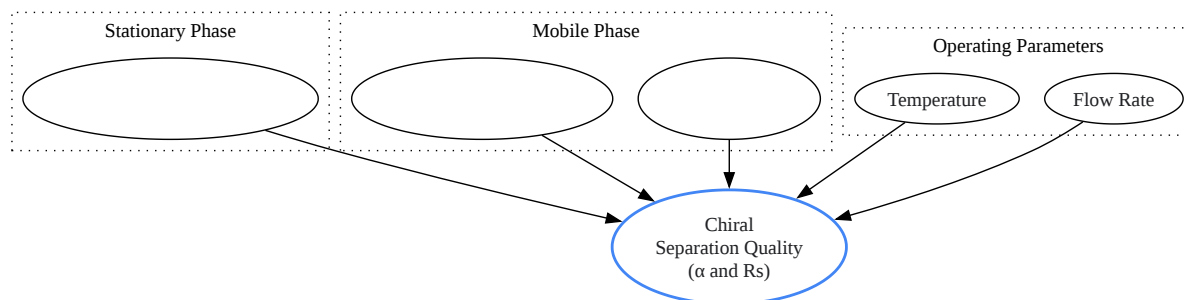 Stationary Phase
Mobile Phase
Operating Parameters
Temperature
Flow Rate
Chiral
Separation Quality
(α and Rs)